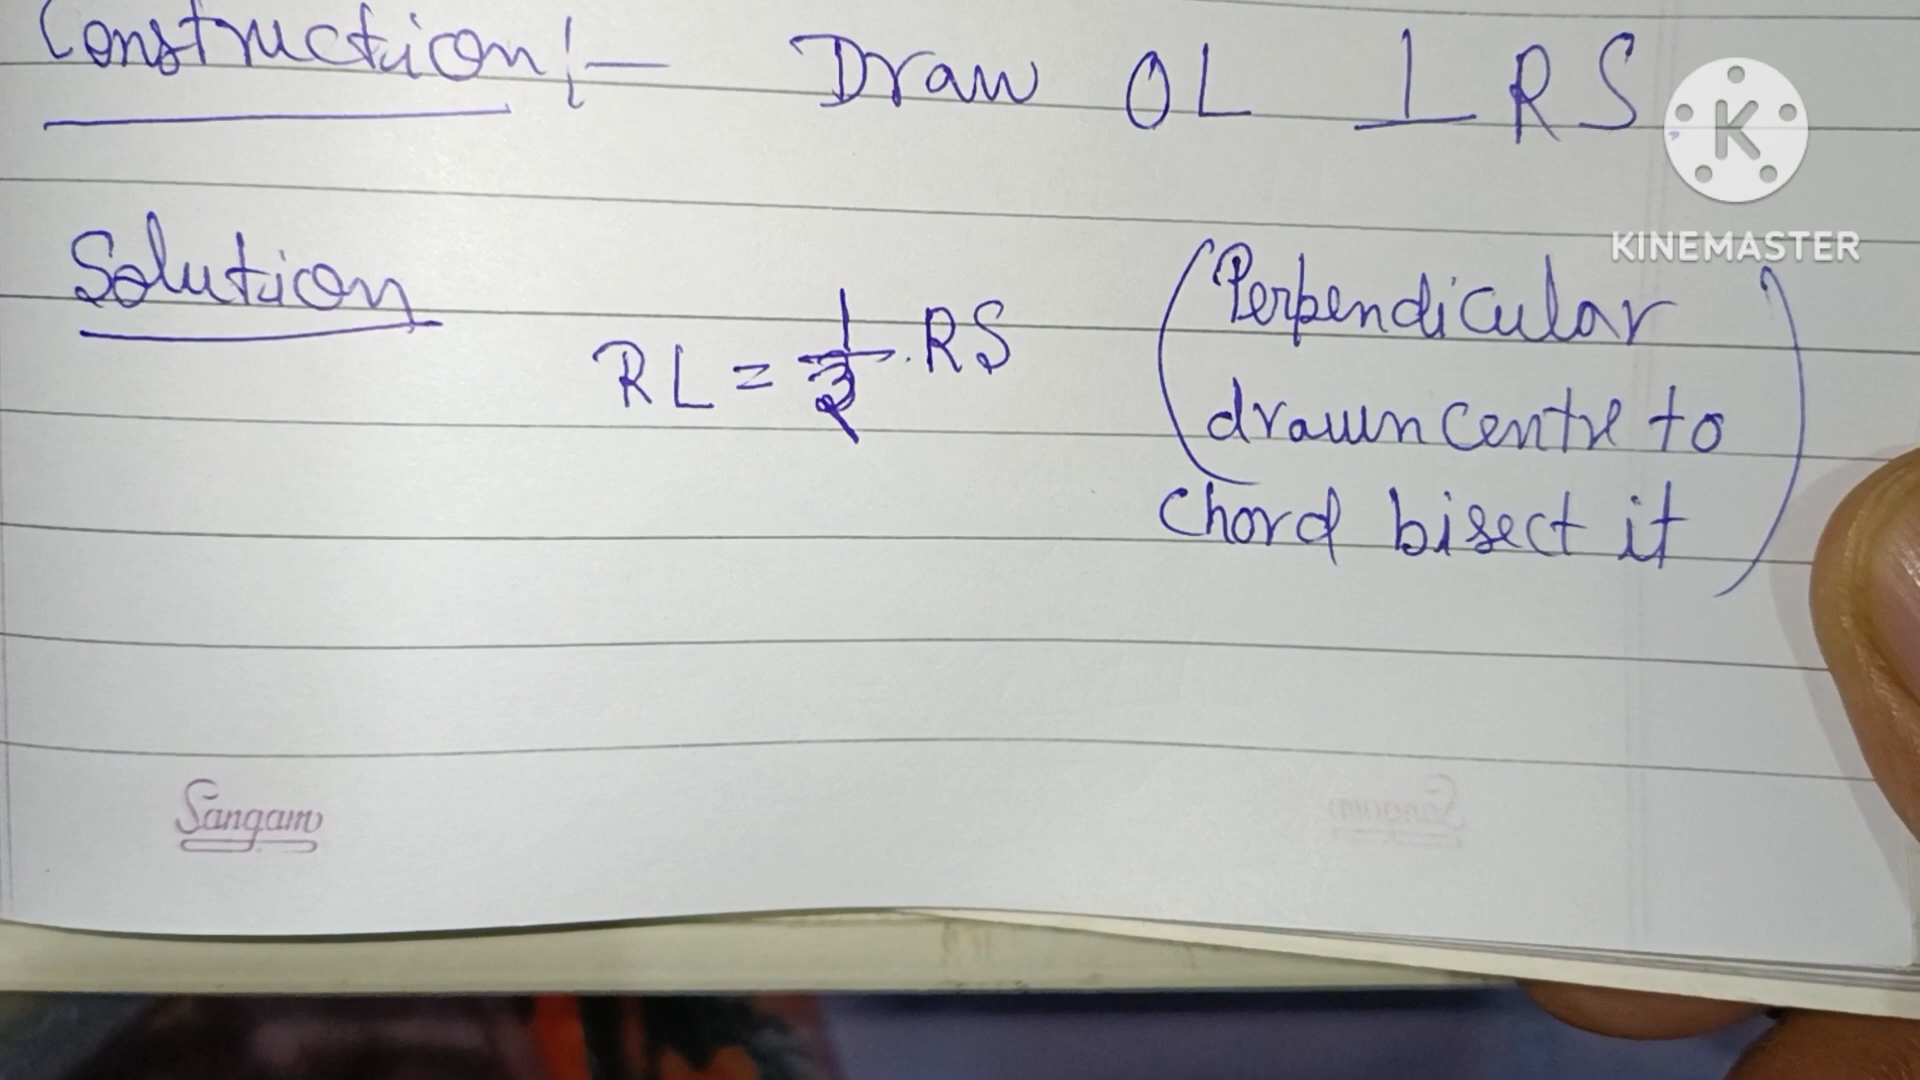 Construction:- Draw OL ⊥ RS
KINEMASTER
Solution
RL = 1/2 . RS (Perpendicular
drawn centre to
Chord bisect it)
Sangam